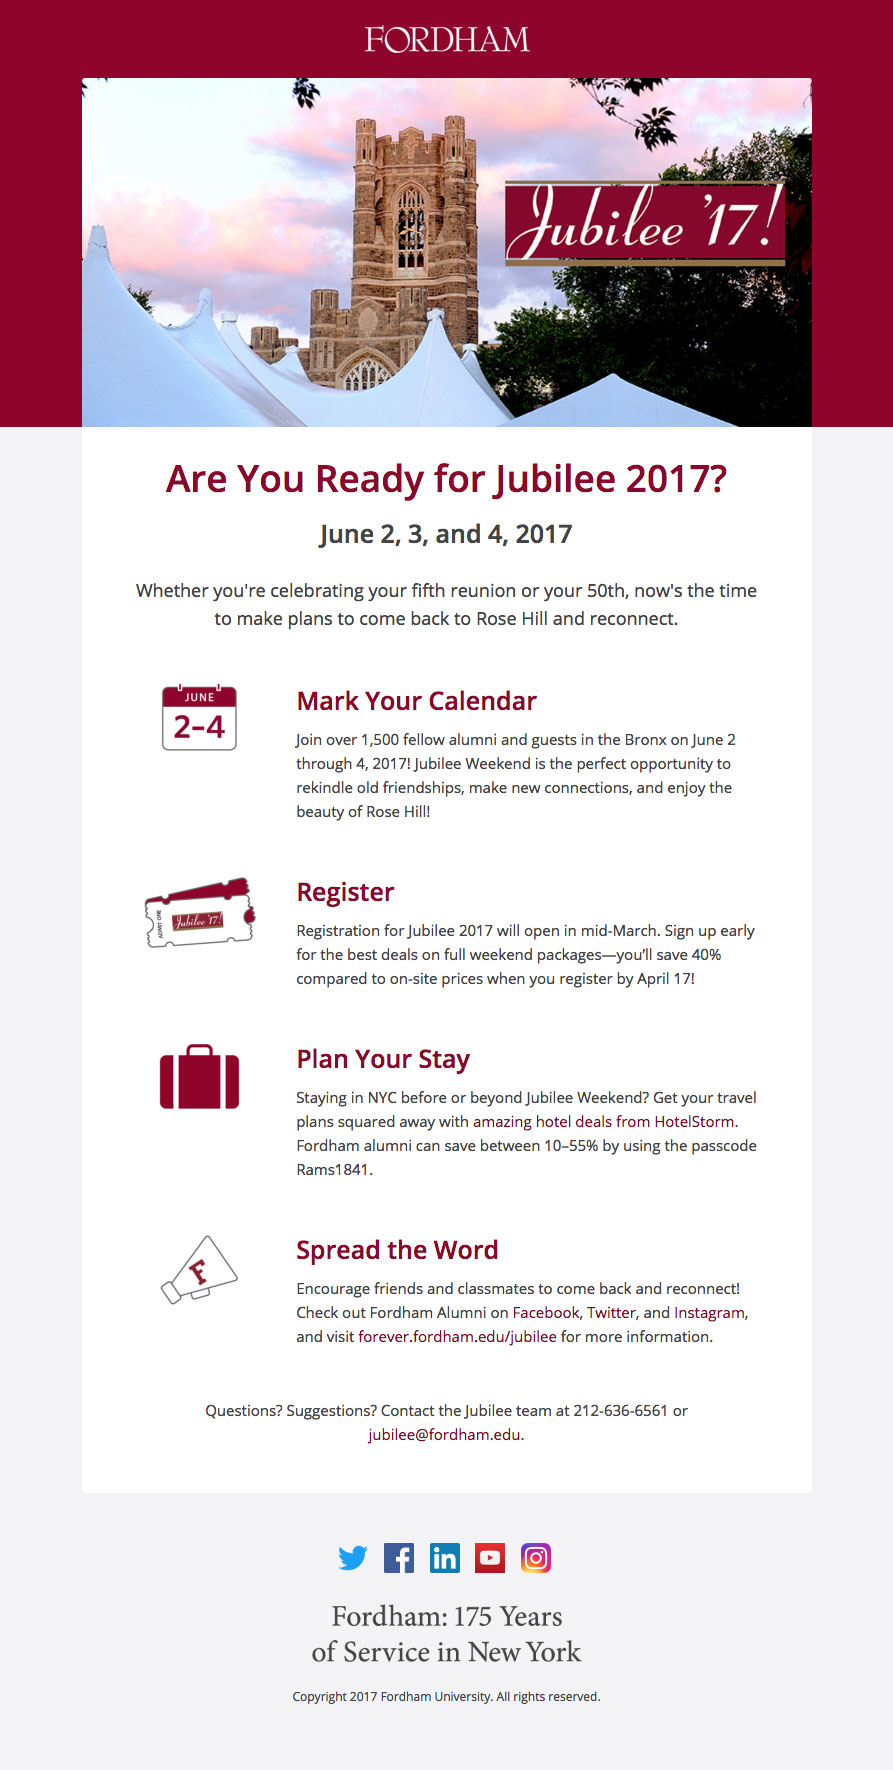 FORDHAM
Jubilee '17!
Are You Ready for Jubilee 2017?
June 2, 3, and 4, 2017
Whether you're celebrating your fifth reunion or your 50th, now's the time
to make plans to come back to Rose Hill and reconnect.
JUNE
2–4
Mark Your Calendar
Join over 1,500 fellow alumni and guests in the Bronx on June 2
through 4, 2017! Jubilee Weekend is the perfect opportunity to
rekindle old friendships, make new connections, and enjoy the
beauty of Rose Hill!
ADMIT ONE
Jubilee '17!
Register
Registration for Jubilee 2017 will open in mid-March. Sign up early
for the best deals on full weekend packages—you’ll save 40%
compared to on-site prices when you register by April 17!
Plan Your Stay
Staying in NYC before or beyond Jubilee Weekend? Get your travel
plans squared away with amazing hotel deals from HotelStorm.
Fordham alumni can save between 10–55% by using the passcode
Rams1841.
F
Spread the Word
Encourage friends and classmates to come back and reconnect!
Check out Fordham Alumni on Facebook, Twitter, and Instagram,
and visit forever.fordham.edu/jubilee for more information.
Questions? Suggestions? Contact the Jubilee team at 212-636-6561 or
jubilee@fordham.edu.
Fordham: 175 Years
of Service in New York
Copyright 2017 Fordham University. All rights reserved.